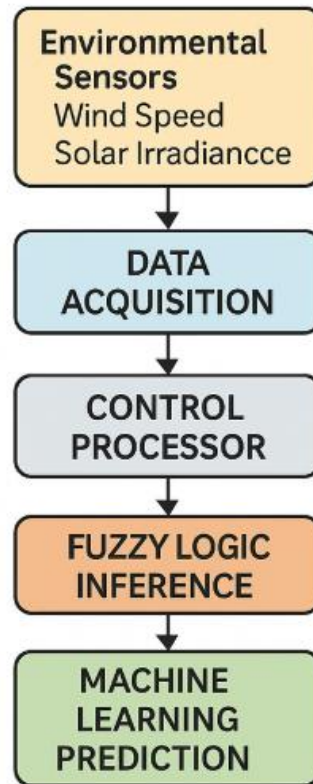 Environmental
Sensors
Wind Speed
Solar Irradiancce
DATA
ACQUISITION
CONTROL
PROCESSOR
FUZZY LOGIC
INFERENCE
MACHINE
LEARNING
PREDICTION